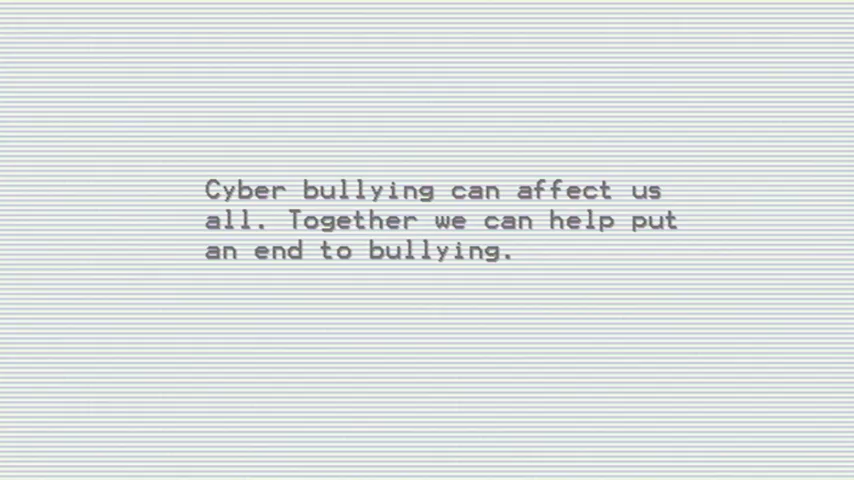 Cyber bullying can affect us
all. Together we can help put
an end to bullying.